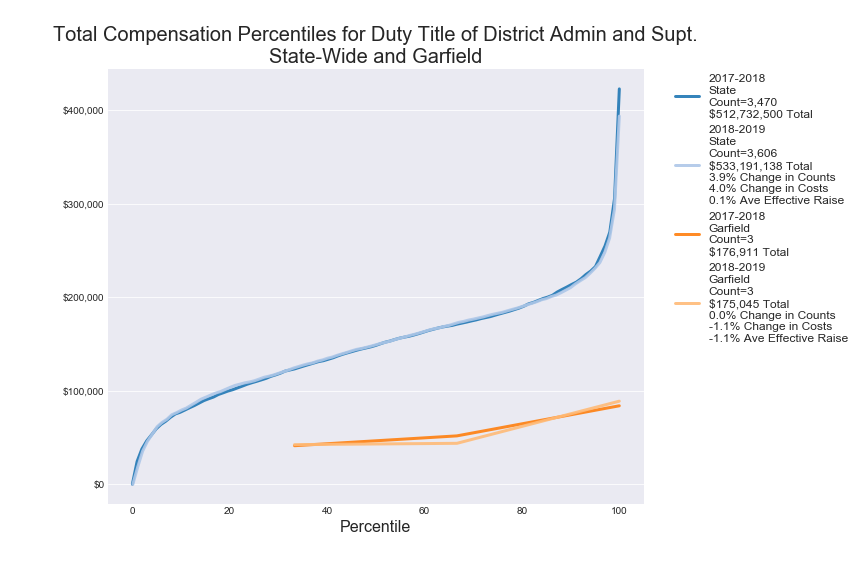 Total Compensation Percentiles for Duty Title of District Admin and Supt.
State-Wide and Garfield
$400,000
$300,000
$200,000
$100,000
$0
0
20
40
60
80
100
Percentile
2017-2018
State
Count=3,470
$512,732,500 Total
2018-2019
State
Count=3,606
$533,191,138 Total
3.9% Change in Counts
4.0% Change in Costs
0.1% Ave Effective Raise
2017-2018
Garfield
Count=3
$176,911 Total
2018-2019
Garfield
Count=3
$175,045 Total
0.0% Change in Counts
-1.1% Change in Costs
-1.1% Ave Effective Raise